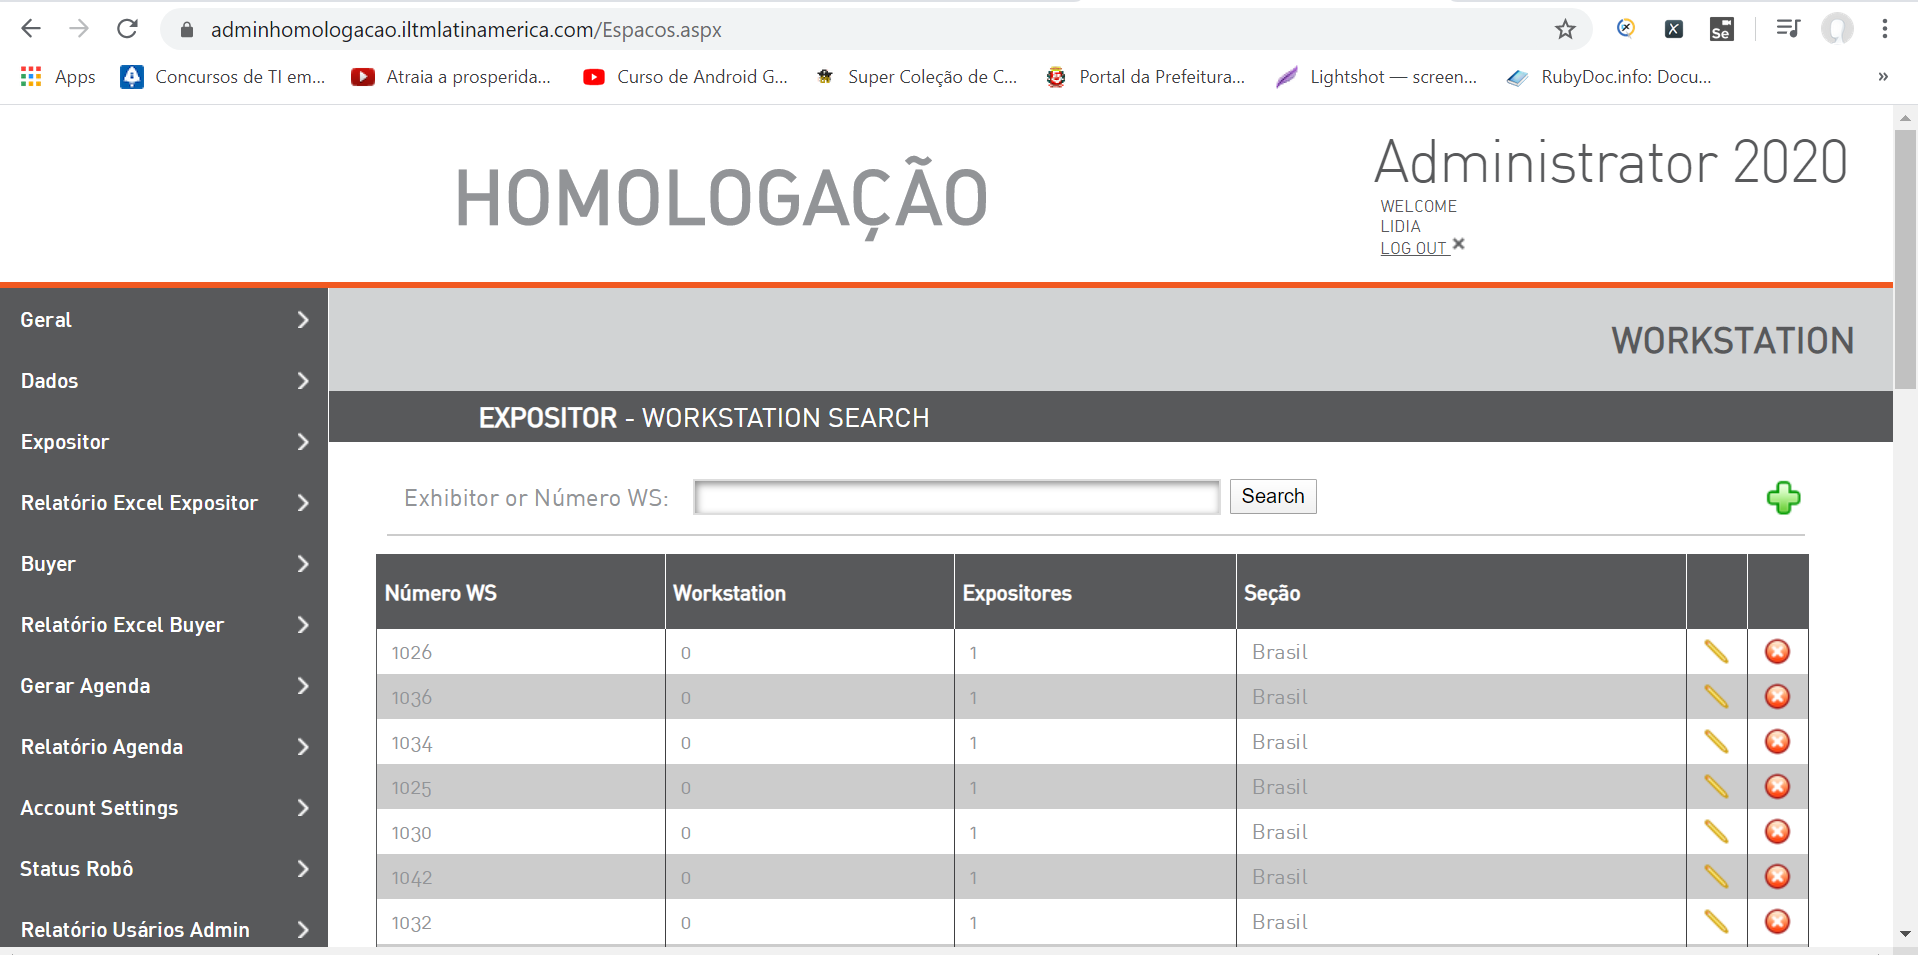 adminhomologacao.iltmlatinamerica.com/Espacos.aspx
Se
Apps
Concursos de TI em...
Atraia a prosperida...
Curso de Android G...
Super Coleção de C...
Portal da Prefeitura...
Lightshot — screen...
RubyDoc.info: Docu...
»
HOMOLOGAÇÃO
Administrator 2020
WELCOME
LIDIA
LOG OUT
Geral
Dados
Expositor
Relatório Excel Expositor
Buyer
Relatório Excel Buyer
Gerar Agenda
Relatório Agenda
Account Settings
Status Robô
Relatório Usários Admin
WORKSTATION
EXPOSITOR - WORKSTATION SEARCH
Exhibitor or Número WS: Search
Número WS Workstation Expositores Seção
1026 0 1 Brasil
1036 0 1 Brasil
1034 0 1 Brasil
1025 0 1 Brasil
1030 0 1 Brasil
1042 0 1 Brasil
1032 0 1 Brasil